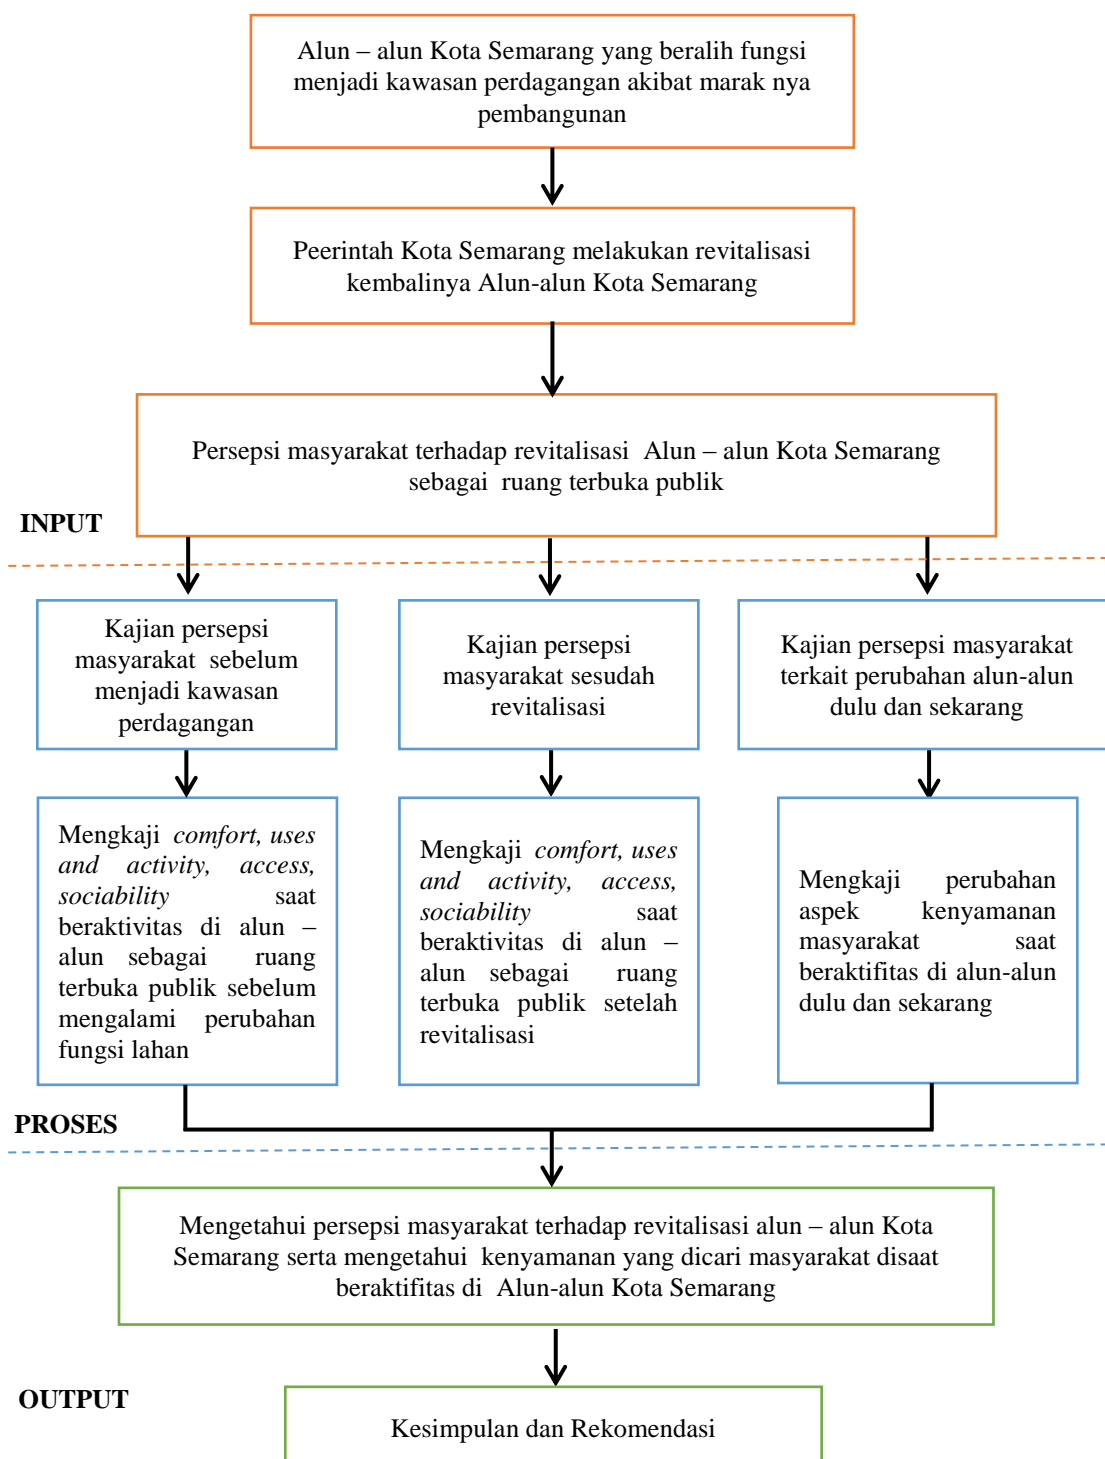 Alun – alun Kota Semarang yang beralih fungsi
menjadi kawasan perdagangan akibat marak nya
pembangunan
Peerintah Kota Semarang melakukan revitalisasi
kembalinya Alun-alun Kota Semarang
Persepsi masyarakat terhadap revitalisasi Alun – alun Kota Semarang
sebagai ruang terbuka publik
INPUT
Kajian persepsi
masyarakat sebelum
menjadi kawasan
perdagangan
Kajian persepsi
masyarakat sesudah
revitalisasi
Kajian persepsi masyarakat
terkait perubahan alun-alun
dulu dan sekarang
Mengkaji comfort, uses
and activity, access,
sociability saat
beraktivitas di alun –
alun sebagai ruang
terbuka publik sebelum
mengalami perubahan
fungsi lahan
Mengkaji comfort, uses
and activity, access,
sociability saat
beraktivitas di alun –
alun sebagai ruang
terbuka publik setelah
revitalisasi
Mengkaji perubahan
aspek kenyamanan
masyarakat saat
beraktifitas di alun-alun
dulu dan sekarang
PROSES
Mengetahui persepsi masyarakat terhadap revitalisasi alun – alun Kota
Semarang serta mengetahui kenyamanan yang dicari masyarakat disaat
beraktifitas di Alun-alun Kota Semarang
OUTPUT
Kesimpulan dan Rekomendasi